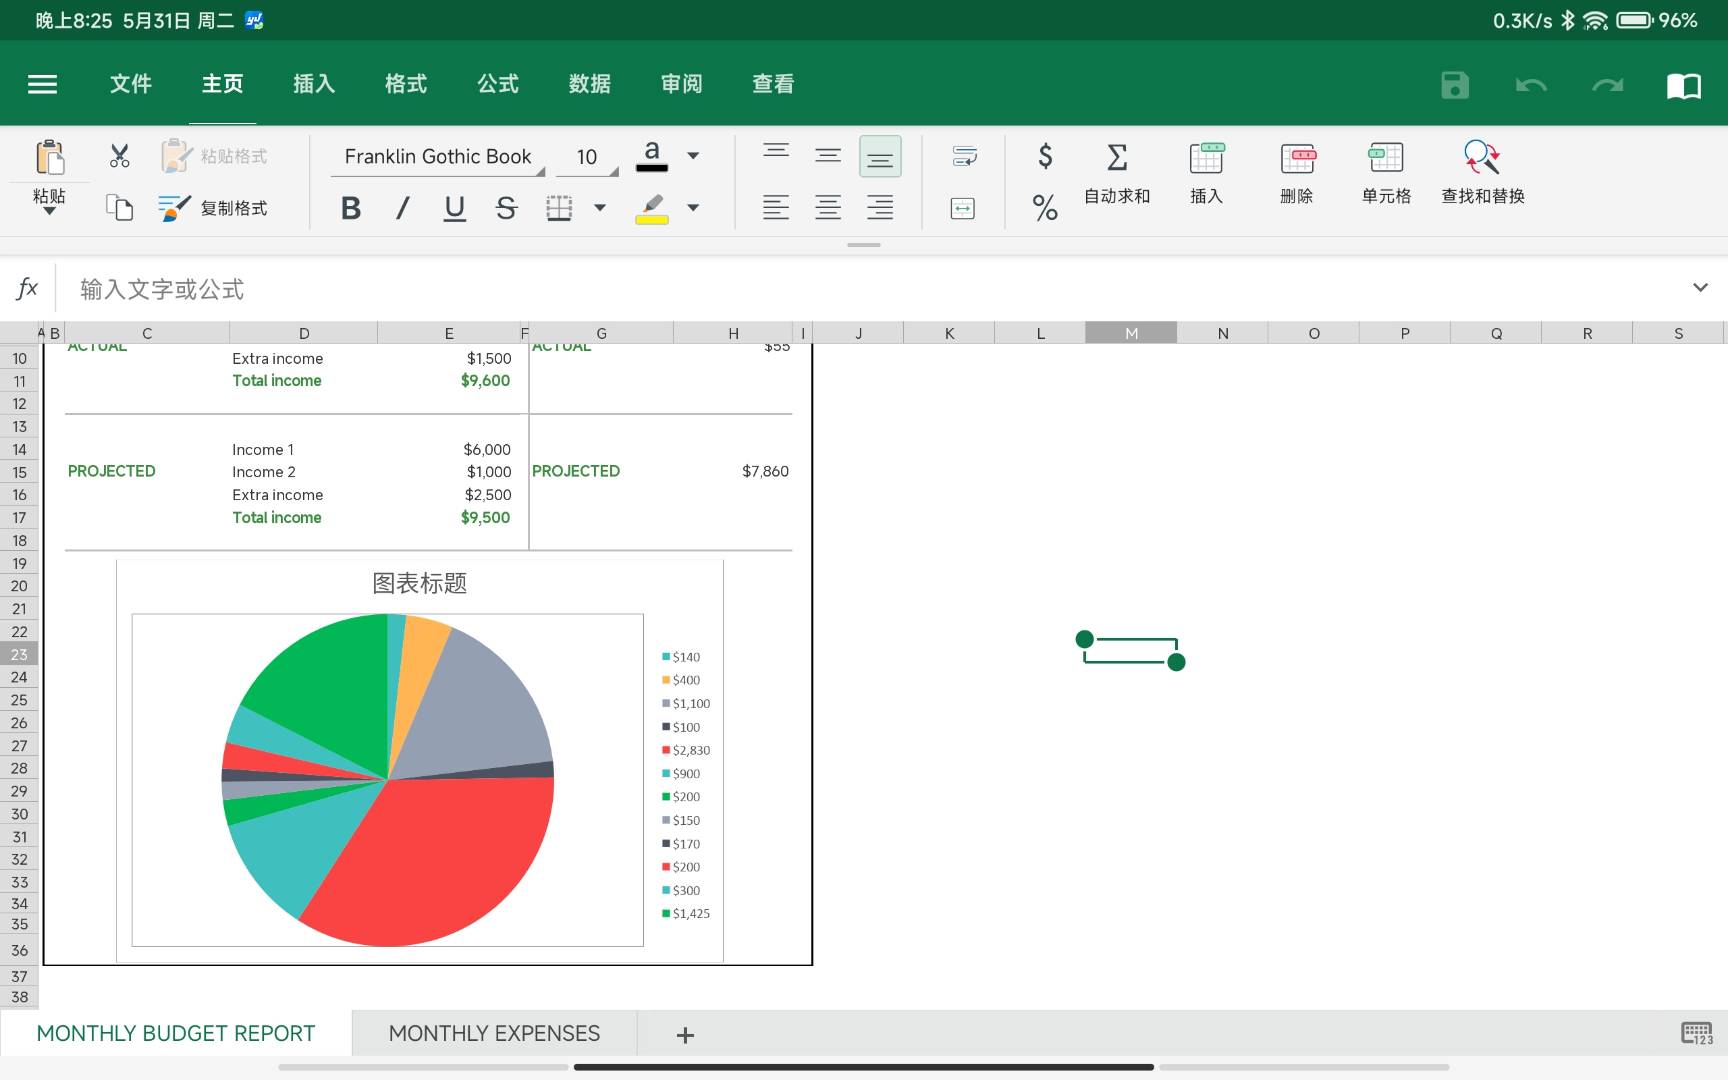 晚上8:25 5月31日 周二
0.3K/s 96%
文件 主页 插入 格式 公式 数据 审阅 查看
粘贴
粘贴格式
复制格式
Franklin Gothic Book 10 a
B I U S
$ %
Σ
自动求和 插入 删除 单元格 查找和替换
fx 输入文字或公式
A B C D E F G H I J K L M N O P Q R S
ACTUAL ACTUAL $55
10 Extra income $1,500
11 Total income $9,600
12
13
14 Income 1 $6,000
15 PROJECTED Income 2 $1,000 PROJECTED $7,860
16 Extra income $2,500
17 Total income $9,500
18
19
20 图表标题
21
22
23
24
25
26
27
28
29
30
31
32
33
34
35
36
37
38
$140
$400
$1,100
$100
$2,830
$900
$200
$150
$170
$200
$300
$1,425
MONTHLY BUDGET REPORT MONTHLY EXPENSES +
123